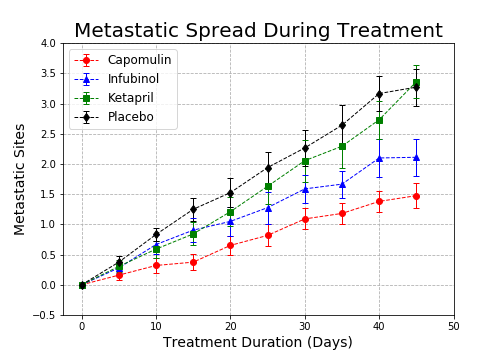 Metastatic Spread During Treatment
Capomulin
Infubinol
Ketapril
Placebo
4.0
3.5
3.0
2.5
2.0
1.5
1.0
0.5
0.0
−0.5
Metastatic Sites
0
10
20
30
40
50
Treatment Duration (Days)